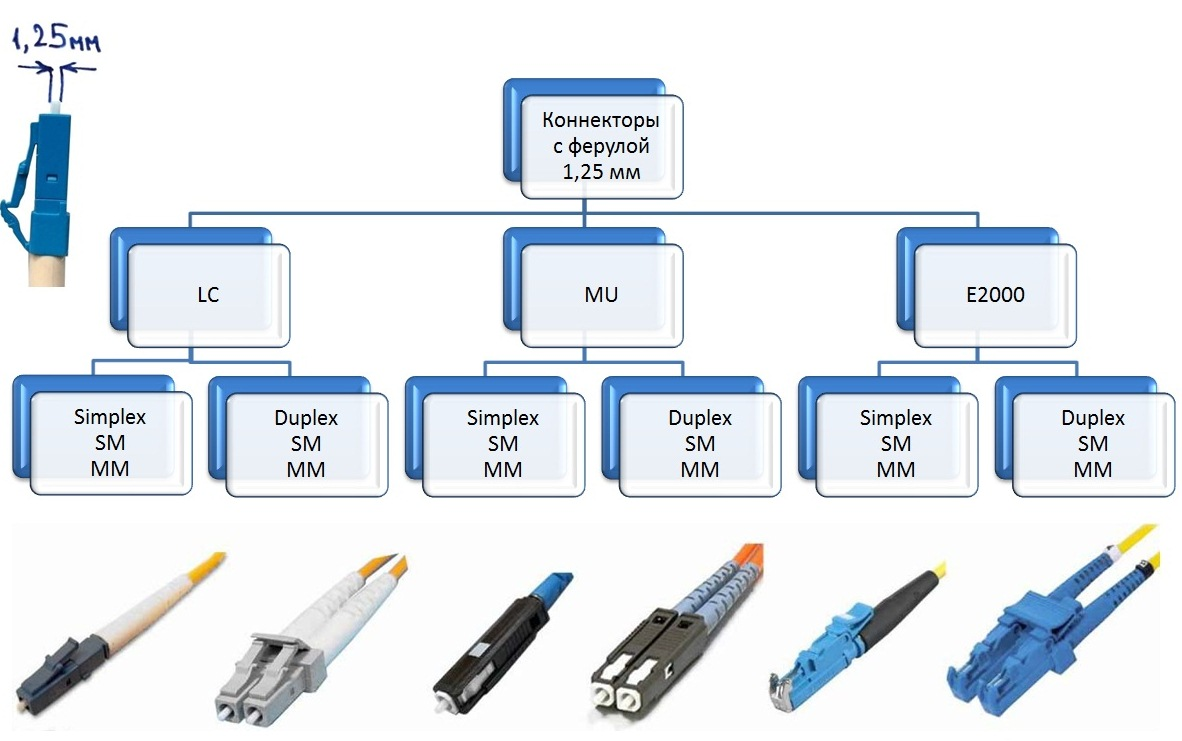 1,25мм
Коннекторы
с ферулой
1,25 мм
LC
MU
E2000
Simplex
SM
MM
Duplex
SM
MM
Simplex
SM
MM
Duplex
SM
MM
Simplex
SM
MM
Duplex
SM
MM